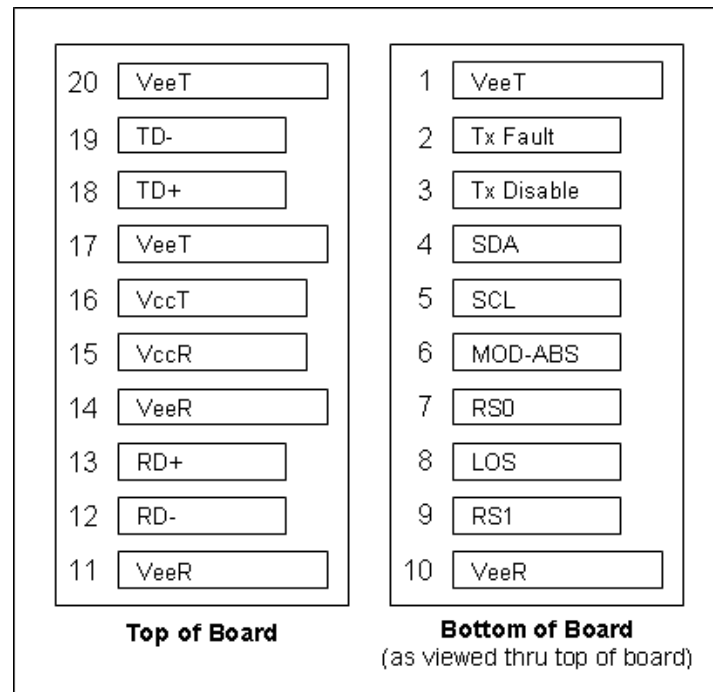 20 VeeT
19 TD-
18 TD+
17 VeeT
16 VccT
15 VccR
14 VeeR
13 RD+
12 RD-
11 VeeR
Top of Board
1 VeeT
2 Tx Fault
3 Tx Disable
4 SDA
5 SCL
6 MOD-ABS
7 RS0
8 LOS
9 RS1
10 VeeR
Bottom of Board
(as viewed thru top of board)